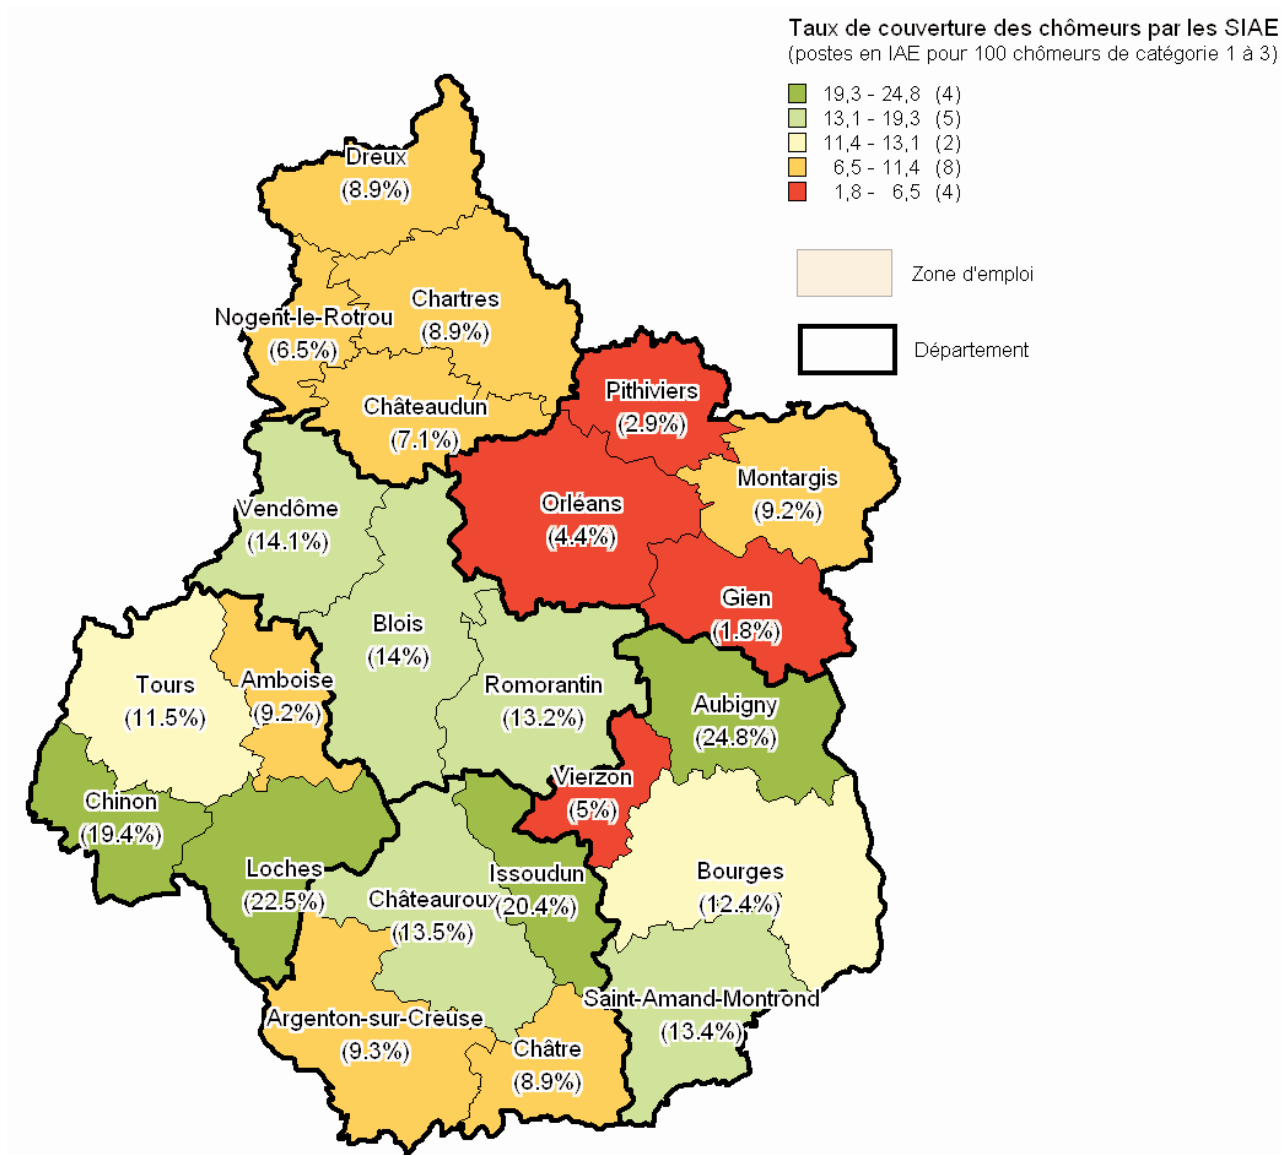 Taux de couverture des chômeurs par les SIAE
(postes en IAE pour 100 chômeurs de catégorie 1 à 3)
19,3 - 24,8 (4)
13,1 - 19,3 (5)
11,4 - 13,1 (2)
6,5 - 11,4 (8)
1,8 - 6,5 (4)
Zone d'emploi
Département
Dreux
(8.9%)
Chartres
(8.9%)
Nogent-le-Rotrou
(6.5%)
Châteaudun
(7.1%)
Pithiviers
(2.9%)
Montargis
(9.2%)
Orléans
(4.4%)
Vendôme
(14.1%)
Gien
(1.8%)
Blois
(14%)
Tours
(11.5%)
Amboise
(9.2%)
Romorantin
(13.2%)
Aubigny
(24.8%)
Vierzon
(5%)
Chinon
(19.4%)
Loches
(22.5%)
Châteauroux
(13.5%)
Issoudun
(20.4%)
Bourges
(12.4%)
Saint-Amand-Montrond
(13.4%)
Argenton-sur-Creuse
(9.3%)
Châtre
(8.9%)